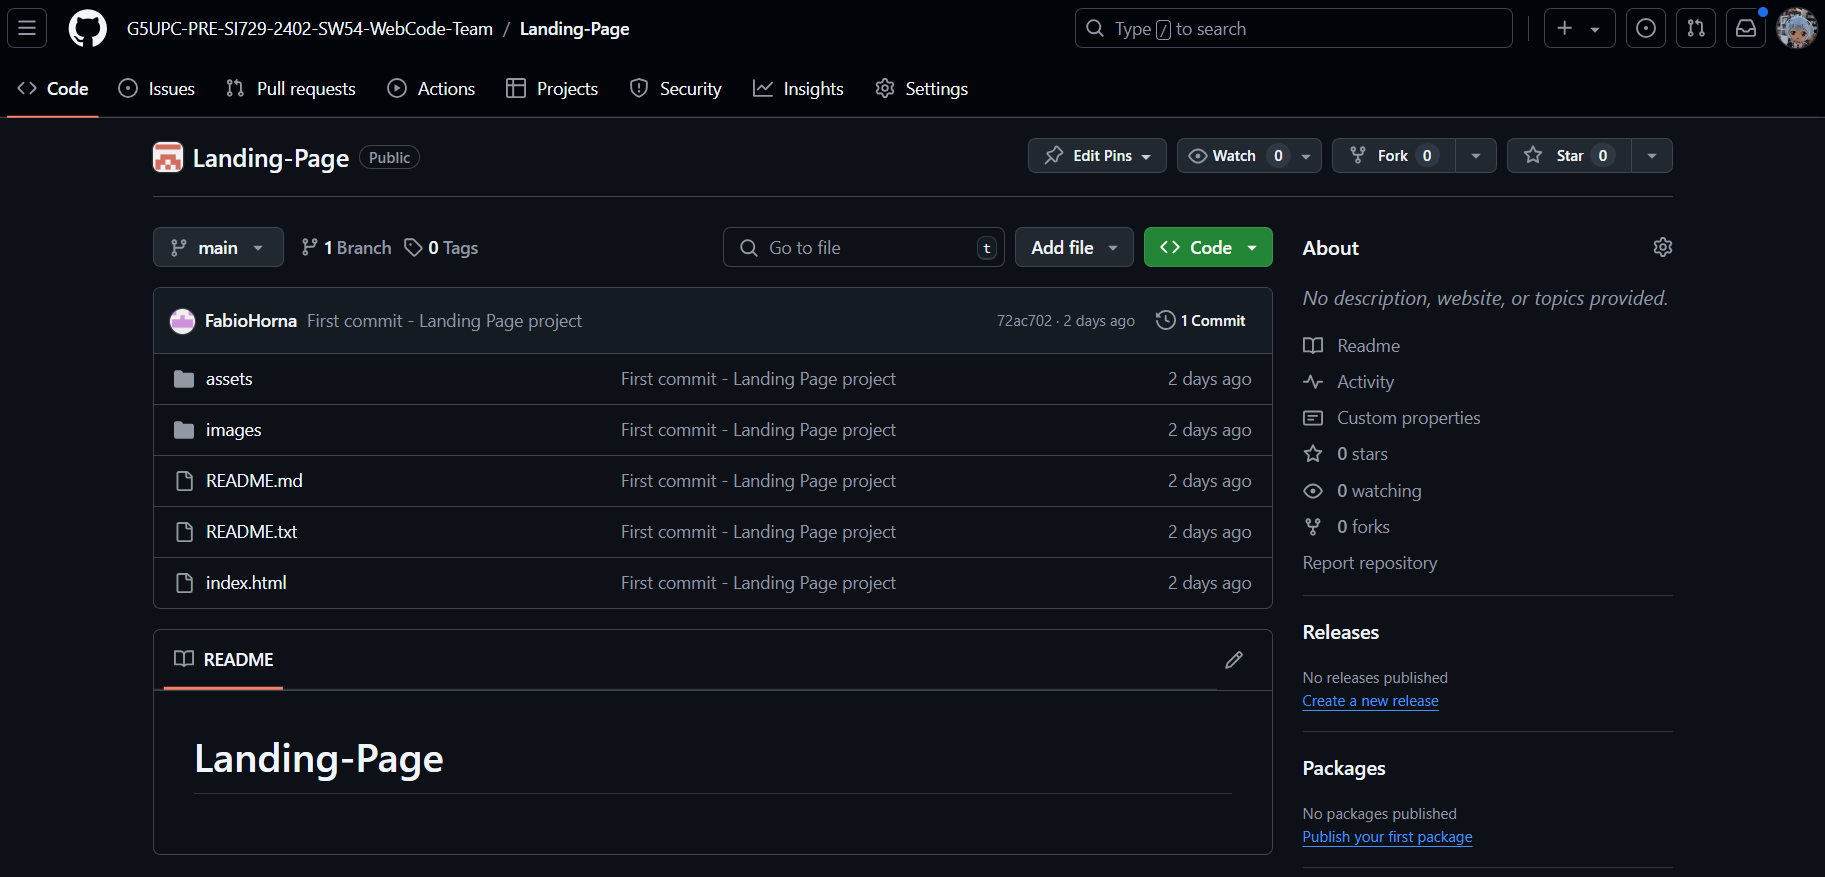 G5UPC-PRE-SI729-2402-SW54-WebCode-Team / Landing-Page
Type / to search
Code Issues Pull requests Actions Projects Security Insights Settings
Landing-Page Public
Edit Pins Watch 0 Fork 0 Star 0
main 1 Branch 0 Tags
Go to file t Add file Code
FabioHorna First commit - Landing Page project 72ac702 · 2 days ago 1 Commit
assets First commit - Landing Page project 2 days ago
images First commit - Landing Page project 2 days ago
README.md First commit - Landing Page project 2 days ago
README.txt First commit - Landing Page project 2 days ago
index.html First commit - Landing Page project 2 days ago
README
Landing-Page
About
No description, website, or topics provided.
Readme
Activity
Custom properties
0 stars
0 watching
0 forks
Report repository
Releases
No releases published
Create a new release
Packages
No packages published
Publish your first package